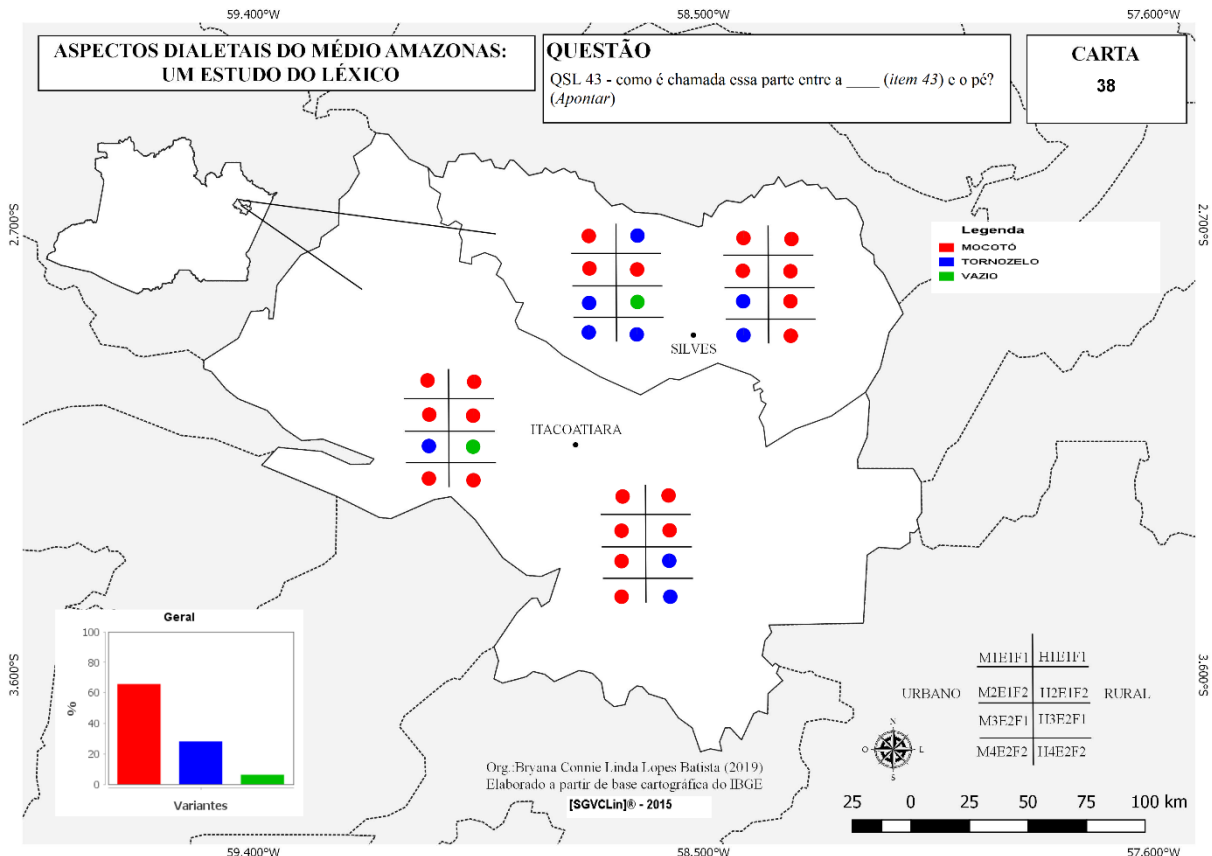 59.400°W
58.500°W
57.600°W
ASPECTOS DIALETAIS DO MÉDIO AMAZONAS:
UM ESTUDO DO LÉXICO
QUESTÃO
QSL 43 - como é chamada essa parte entre a ____ (item 43) e o pé?
(Apontar)
CARTA
38
2.700°S
2.700°S
Legenda
MOCOTÓ
TORNOZELO
VAZIO
SILVES
ITACOATIARA
Geral
100
80
60
40
20
0
%
Variantes
3.600°S
3.600°S
M1E1F1 H1E1F1
URBANO M2E1F2 H2E1F2 RURAL
M3E2F1 H3E2F1
M4E2F2 H4E2F2
N
O L
S
Org.:Bryana Connie Linda Lopes Batista (2019)
Elaborado a partir de base cartográfica do IBGE
[SGVCLin]® - 2015
25 0 25 50 75 100 km
59.400°W
58.500°W
57.600°W